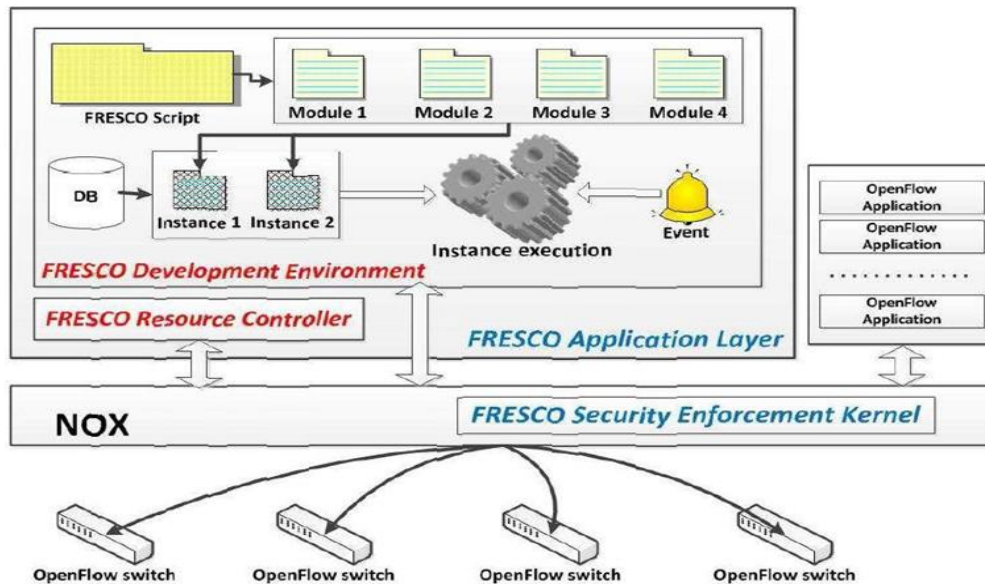 FRESCO Script
Module 1
Module 2
Module 3
Module 4
DB
Instance 1
Instance 2
Instance execution
Event
FRESCO Development Environment
FRESCO Resource Controller
FRESCO Application Layer
OpenFlow
Application
OpenFlow
Application
. . . . . . . . . . . . . .
OpenFlow
Application
NOX
FRESCO Security Enforcement Kernel
OpenFlow switch
OpenFlow switch
OpenFlow switch
OpenFlow switch